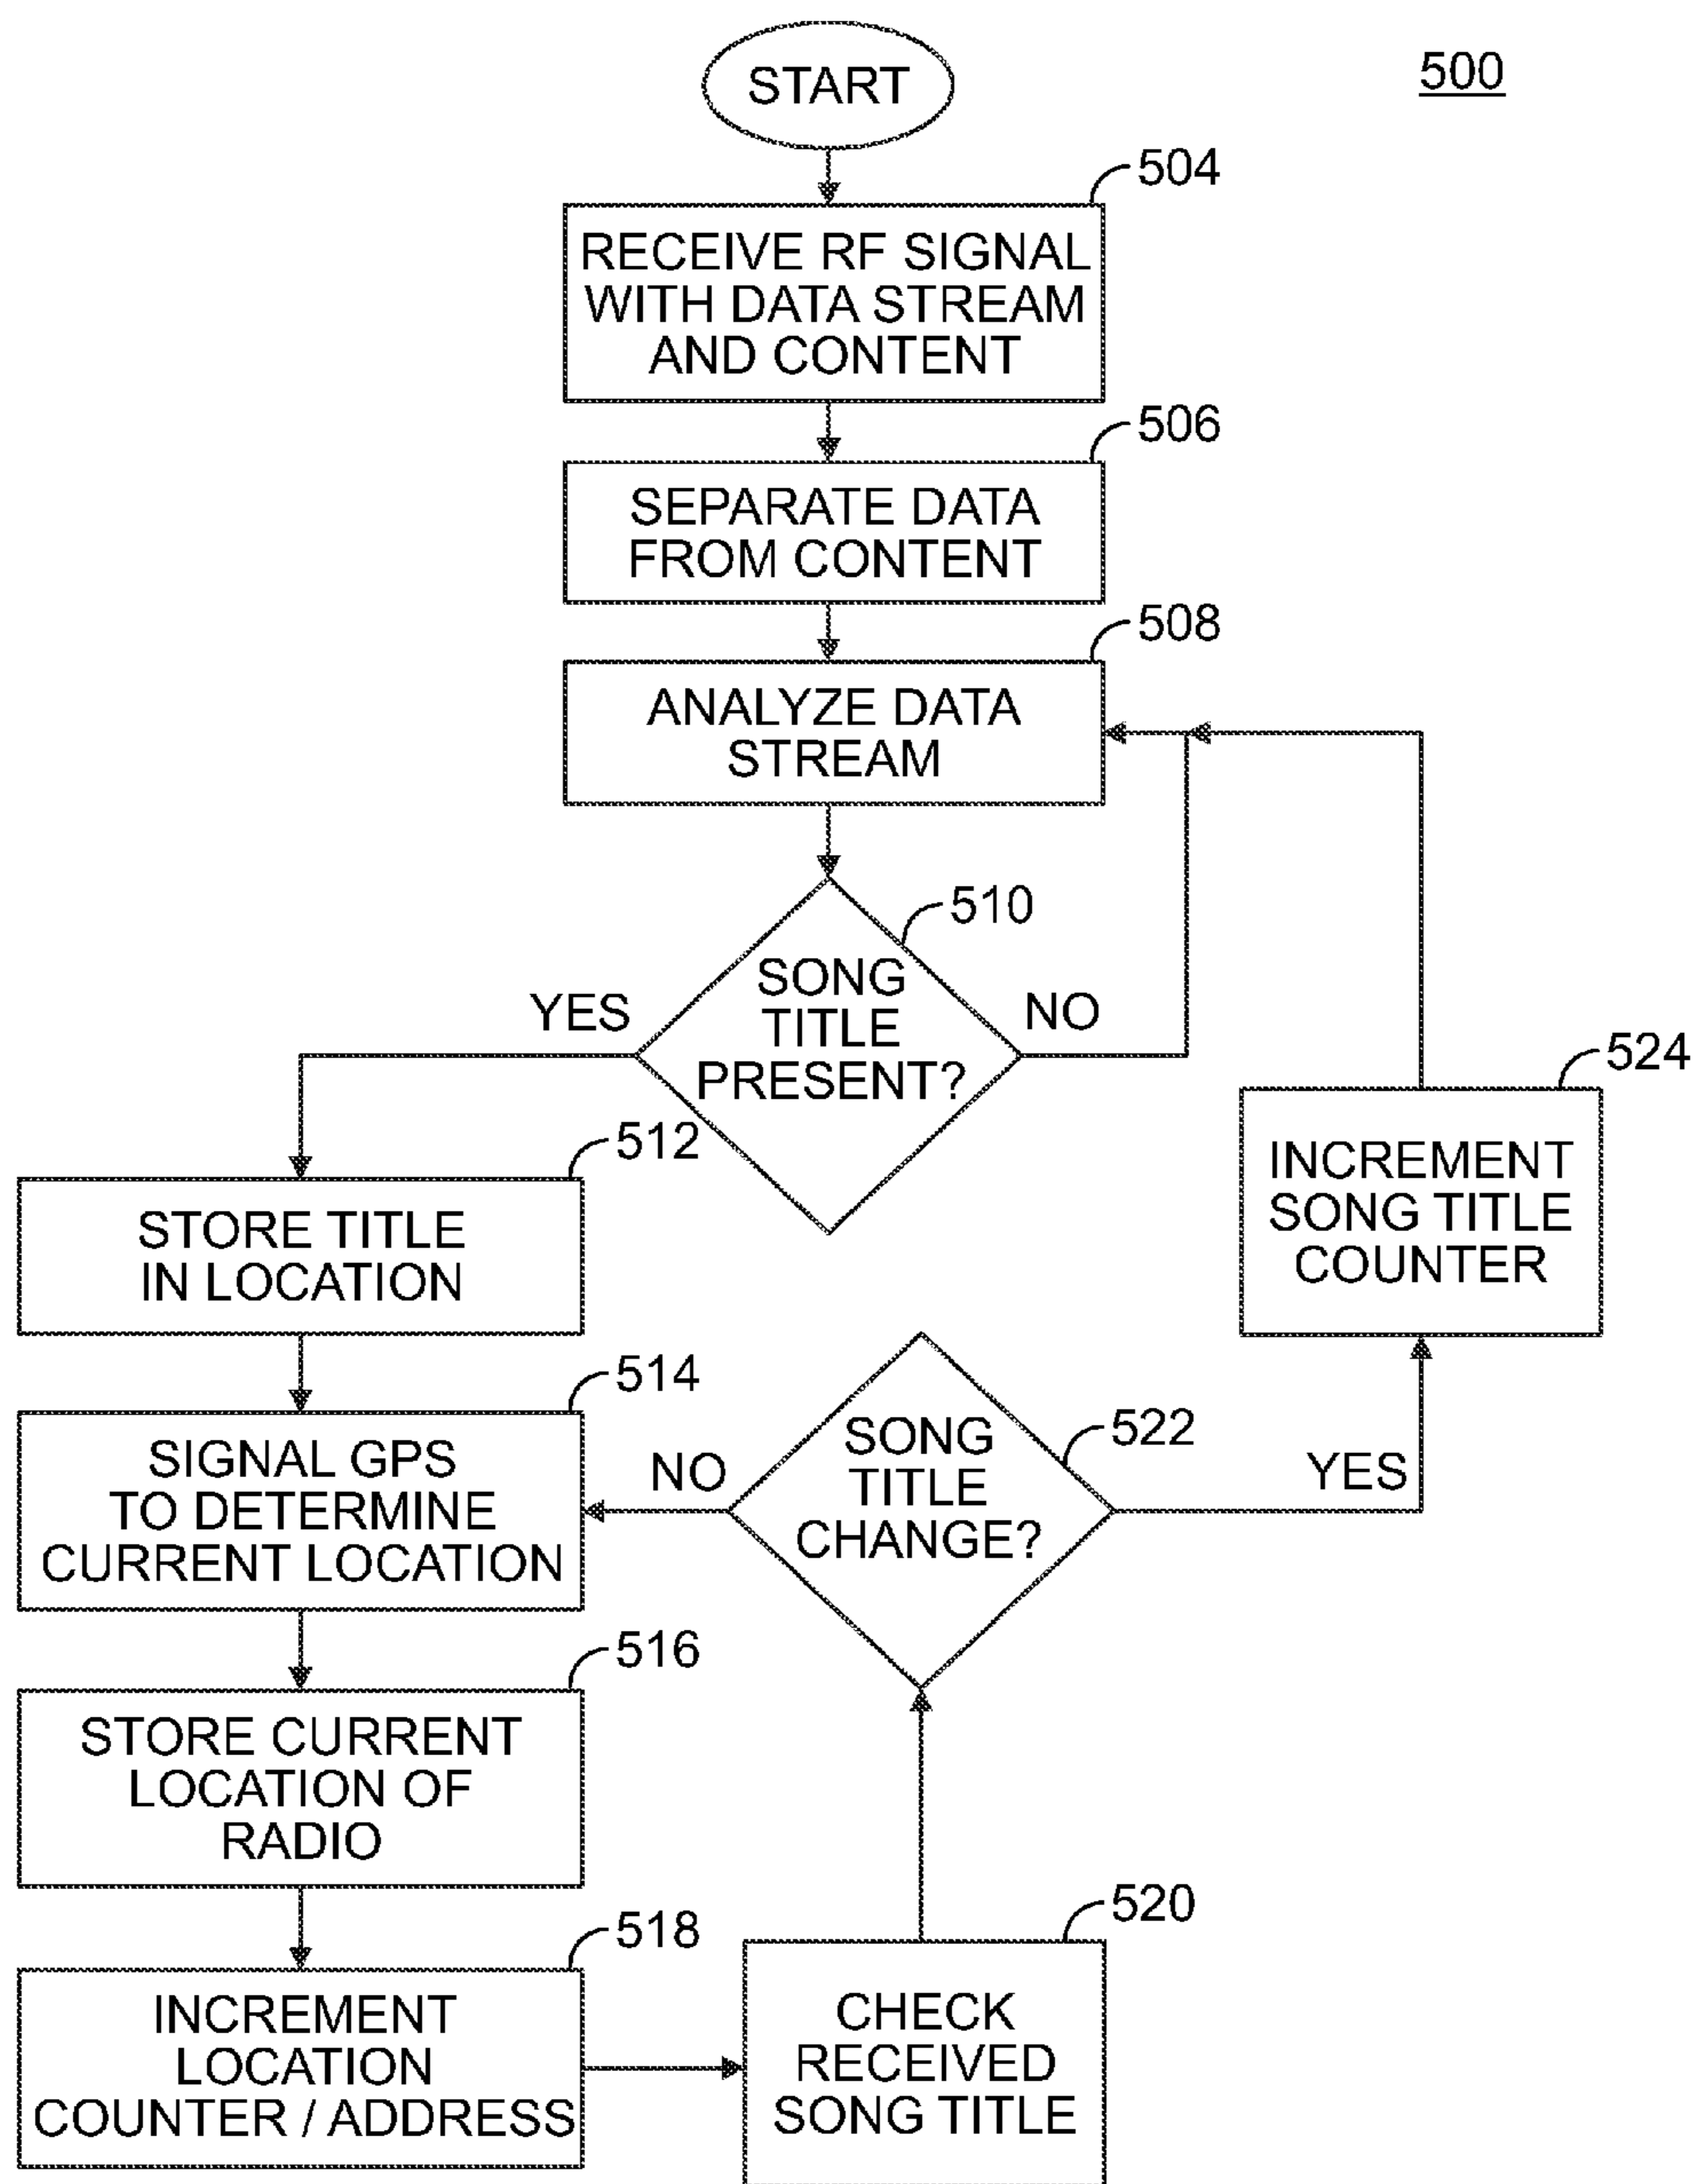 START
500
504
RECEIVE RF SIGNAL
WITH DATA STREAM
AND CONTENT
506
SEPARATE DATA
FROM CONTENT
508
ANALYZE DATA
STREAM
510
SONG
TITLE
PRESENT?
YES
NO
512
STORE TITLE
IN LOCATION
524
INCREMENT
SONG TITLE
COUNTER
514
SIGNAL GPS
TO DETERMINE
CURRENT LOCATION
NO
522
SONG
TITLE
CHANGE?
YES
516
STORE CURRENT
LOCATION OF
RADIO
518
INCREMENT
LOCATION
COUNTER / ADDRESS
520
CHECK
RECEIVED
SONG TITLE